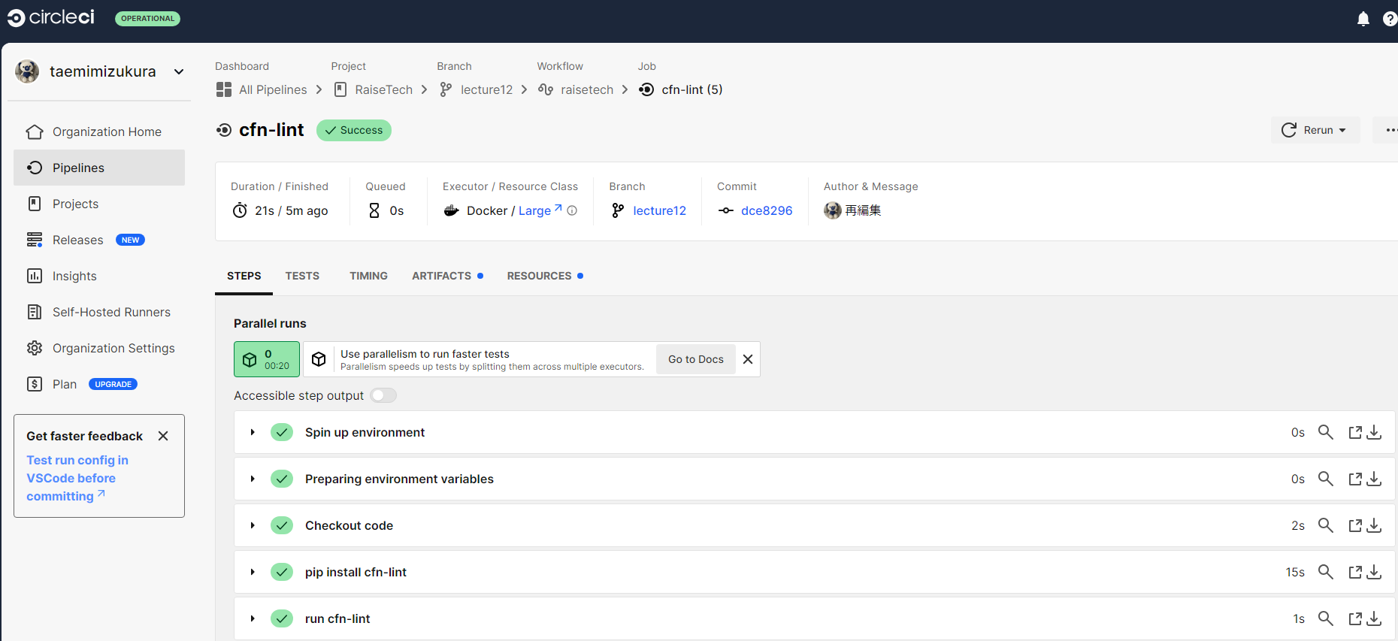 circleci OPERATIONAL
taemimizukura
Organization Home
Pipelines
Projects
Releases NEW
Insights
Self-Hosted Runners
Organization Settings
Plan UPGRADE
Get faster feedback
Test run config in
VSCode before
committing
Dashboard Project Branch Workflow Job
All Pipelines RaiseTech lecture12 raisetech cfn-lint (5)
cfn-lint Success Rerun
Duration / Finished Queued Executor / Resource Class Branch Commit Author & Message
21s / 5m ago 0s Docker / Large lecture12 dce8296 再編集
STEPS TESTS TIMING ARTIFACTS RESOURCES
Parallel runs
0
00:20
Use parallelism to run faster tests
Parallelism speeds up tests by splitting them across multiple executors.
Go to Docs
Accessible step output
Spin up environment 0s
Preparing environment variables 0s
Checkout code 2s
pip install cfn-lint 15s
run cfn-lint 1s